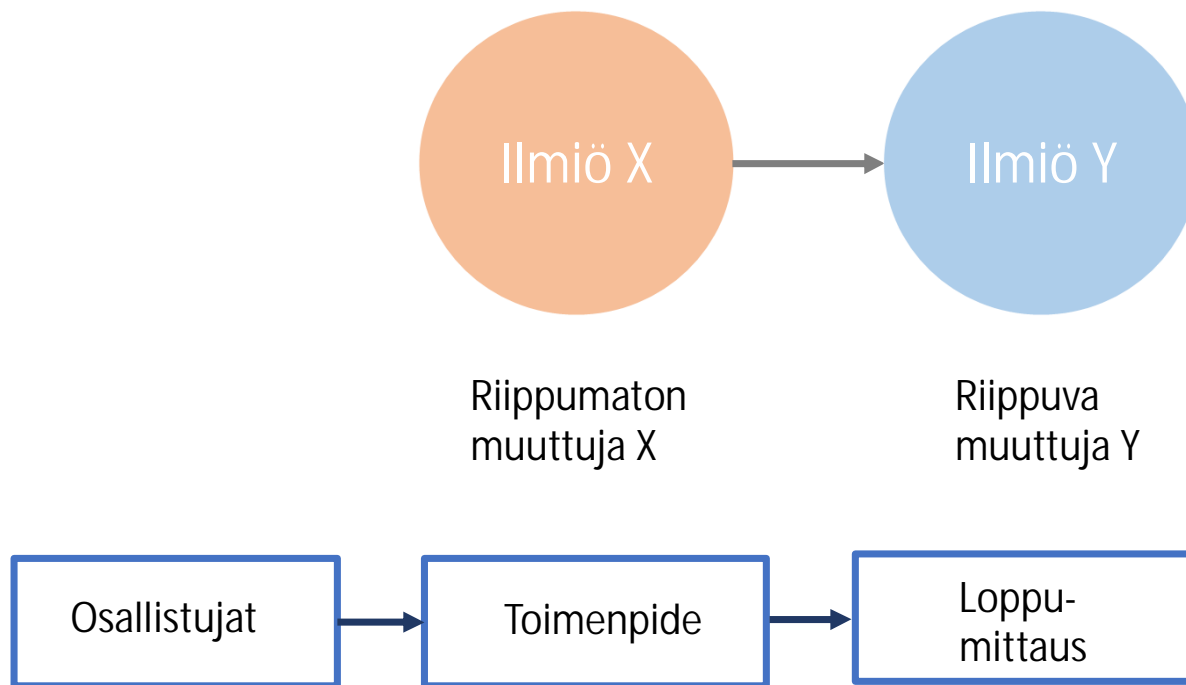 Ilmiö X
Ilmiö Y
Riippumaton
muuttuja X
Riippuva
muuttuja Y
Osallistujat
Toimenpide
Loppu-
mittaus